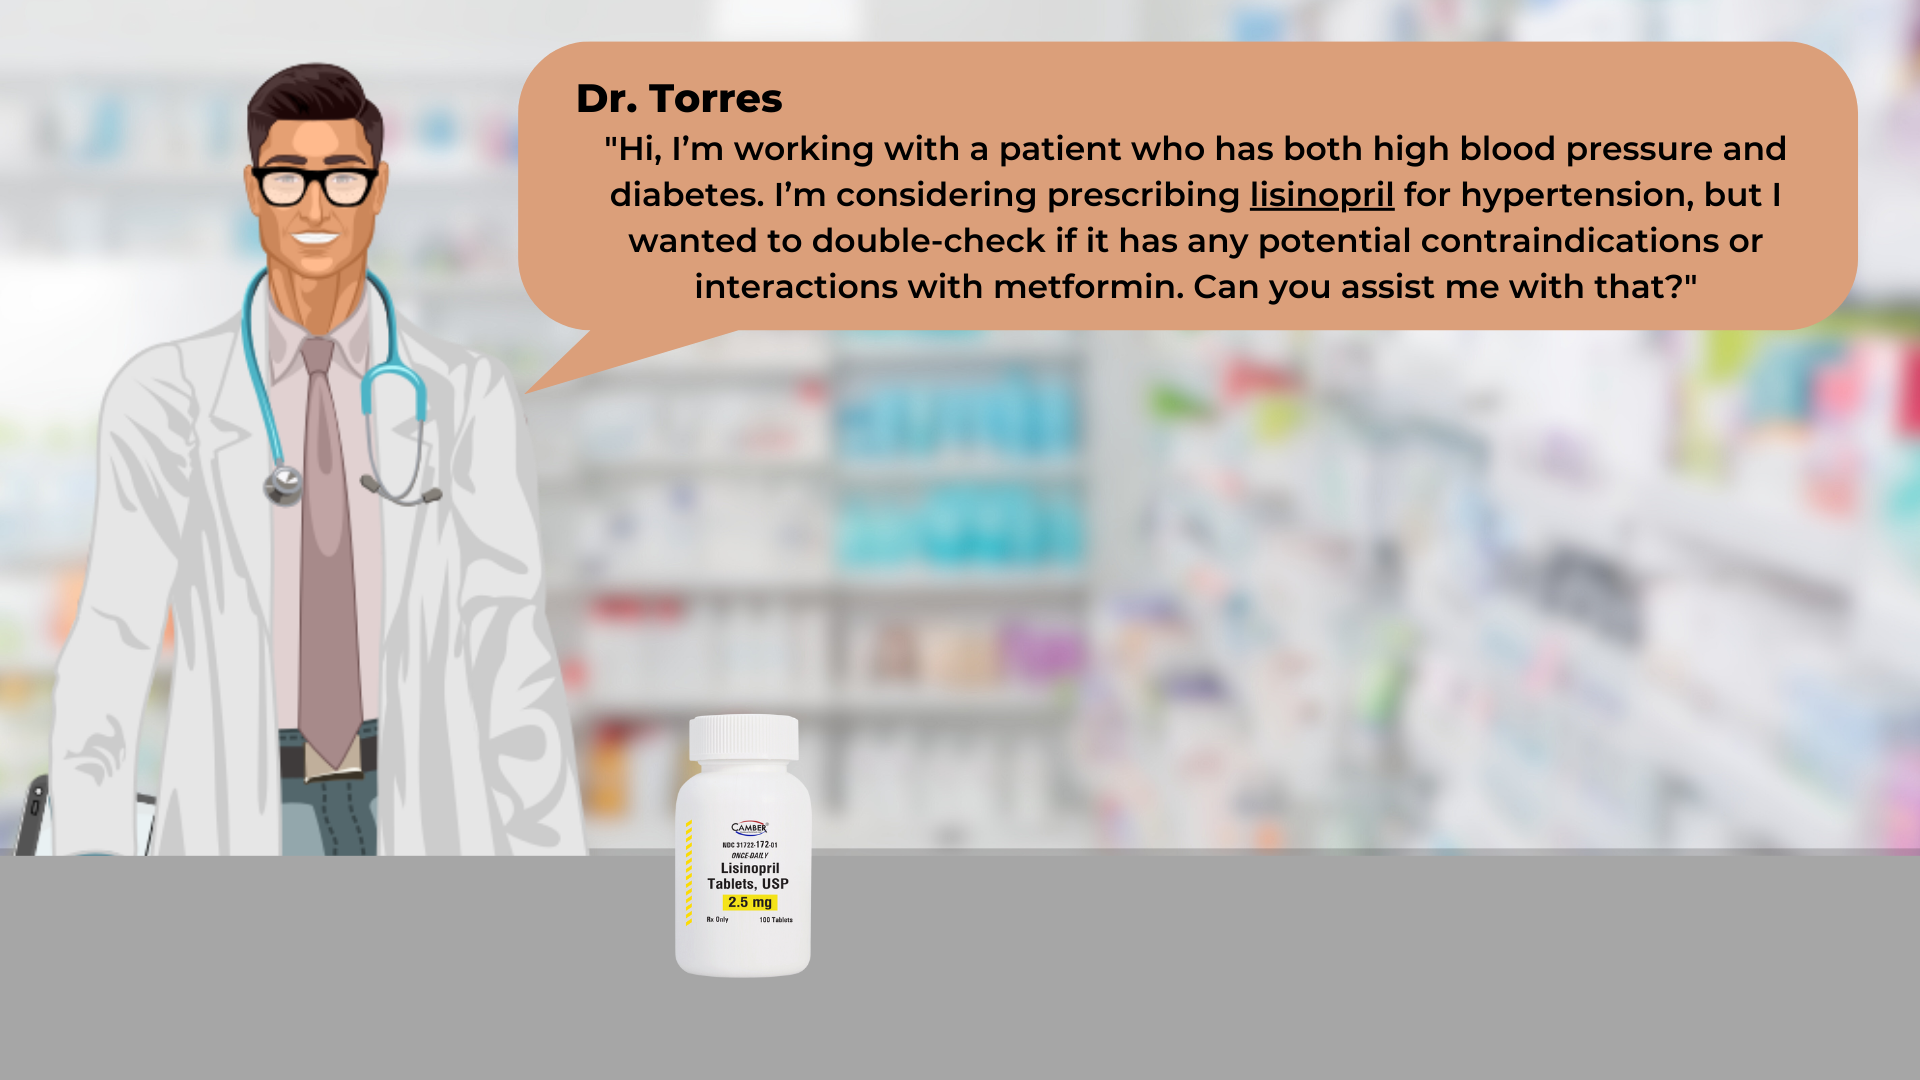 Dr. Torres
"Hi, I’m working with a patient who has both high blood pressure and
diabetes. I’m considering prescribing lisinopril for hypertension, but I
wanted to double-check if it has any potential contraindications or
interactions with metformin. Can you assist me with that?"
CAMBER
NDC 31722-172-01
ONCE-DAILY
Lisinopril
Tablets, USP
2.5 mg
Rx Only 100 Tablets